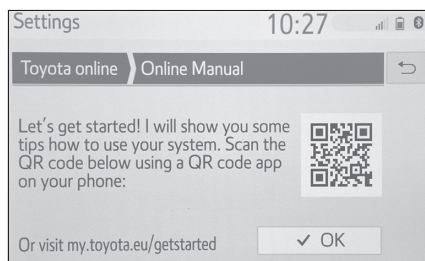 Settings 10:27
Toyota online Online Manual
Let's get started! I will show you some
tips how to use your system. Scan the
QR code below using a QR code app
on your phone:
Or visit my.toyota.eu/getstarted
✓ OK